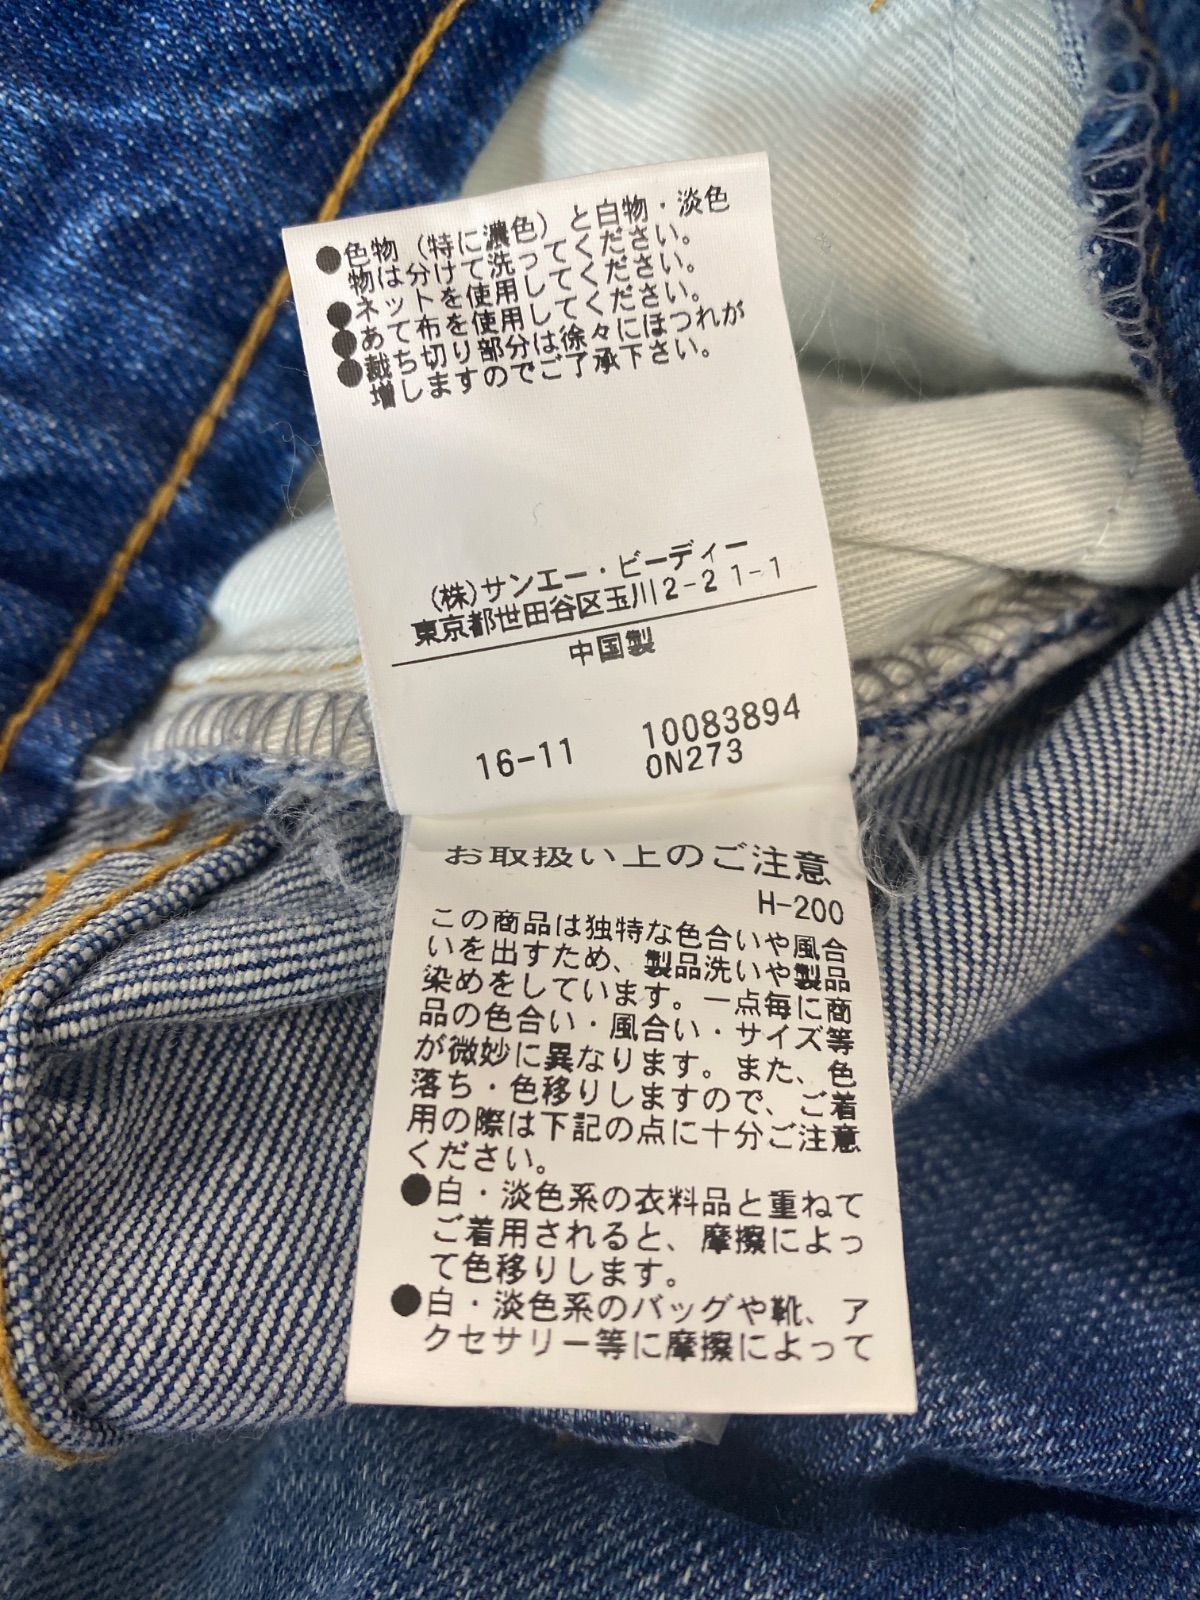 ●色物（特に濃色）と白物・淡色
物は分けて洗ってください。
●ネットを使用してください。
●あて布を使用してください。
●裁ち切り部分は徐々にほつれが
増しますのでご了承下さい。
(株)サンエー・ビーディー
東京都世田谷区玉川2-21-1
中国製
16-11 10083894
0N273
お取扱い上のご注意
H-200
この商品は独特な色合いや風合
いを出すため、製品洗いや製品
染めをしています。一点毎に商
品の色合い・風合い・サイズ等
が微妙に異なります。また、色
落ち・色移りしますので、ご着
用の際は下記の点に十分ご注意
ください。
●白・淡色系の衣料品と重ねて
ご着用されると、摩擦によっ
て色移りします。
●白・淡色系のバッグや靴、ア
クセサリー等に摩擦によって